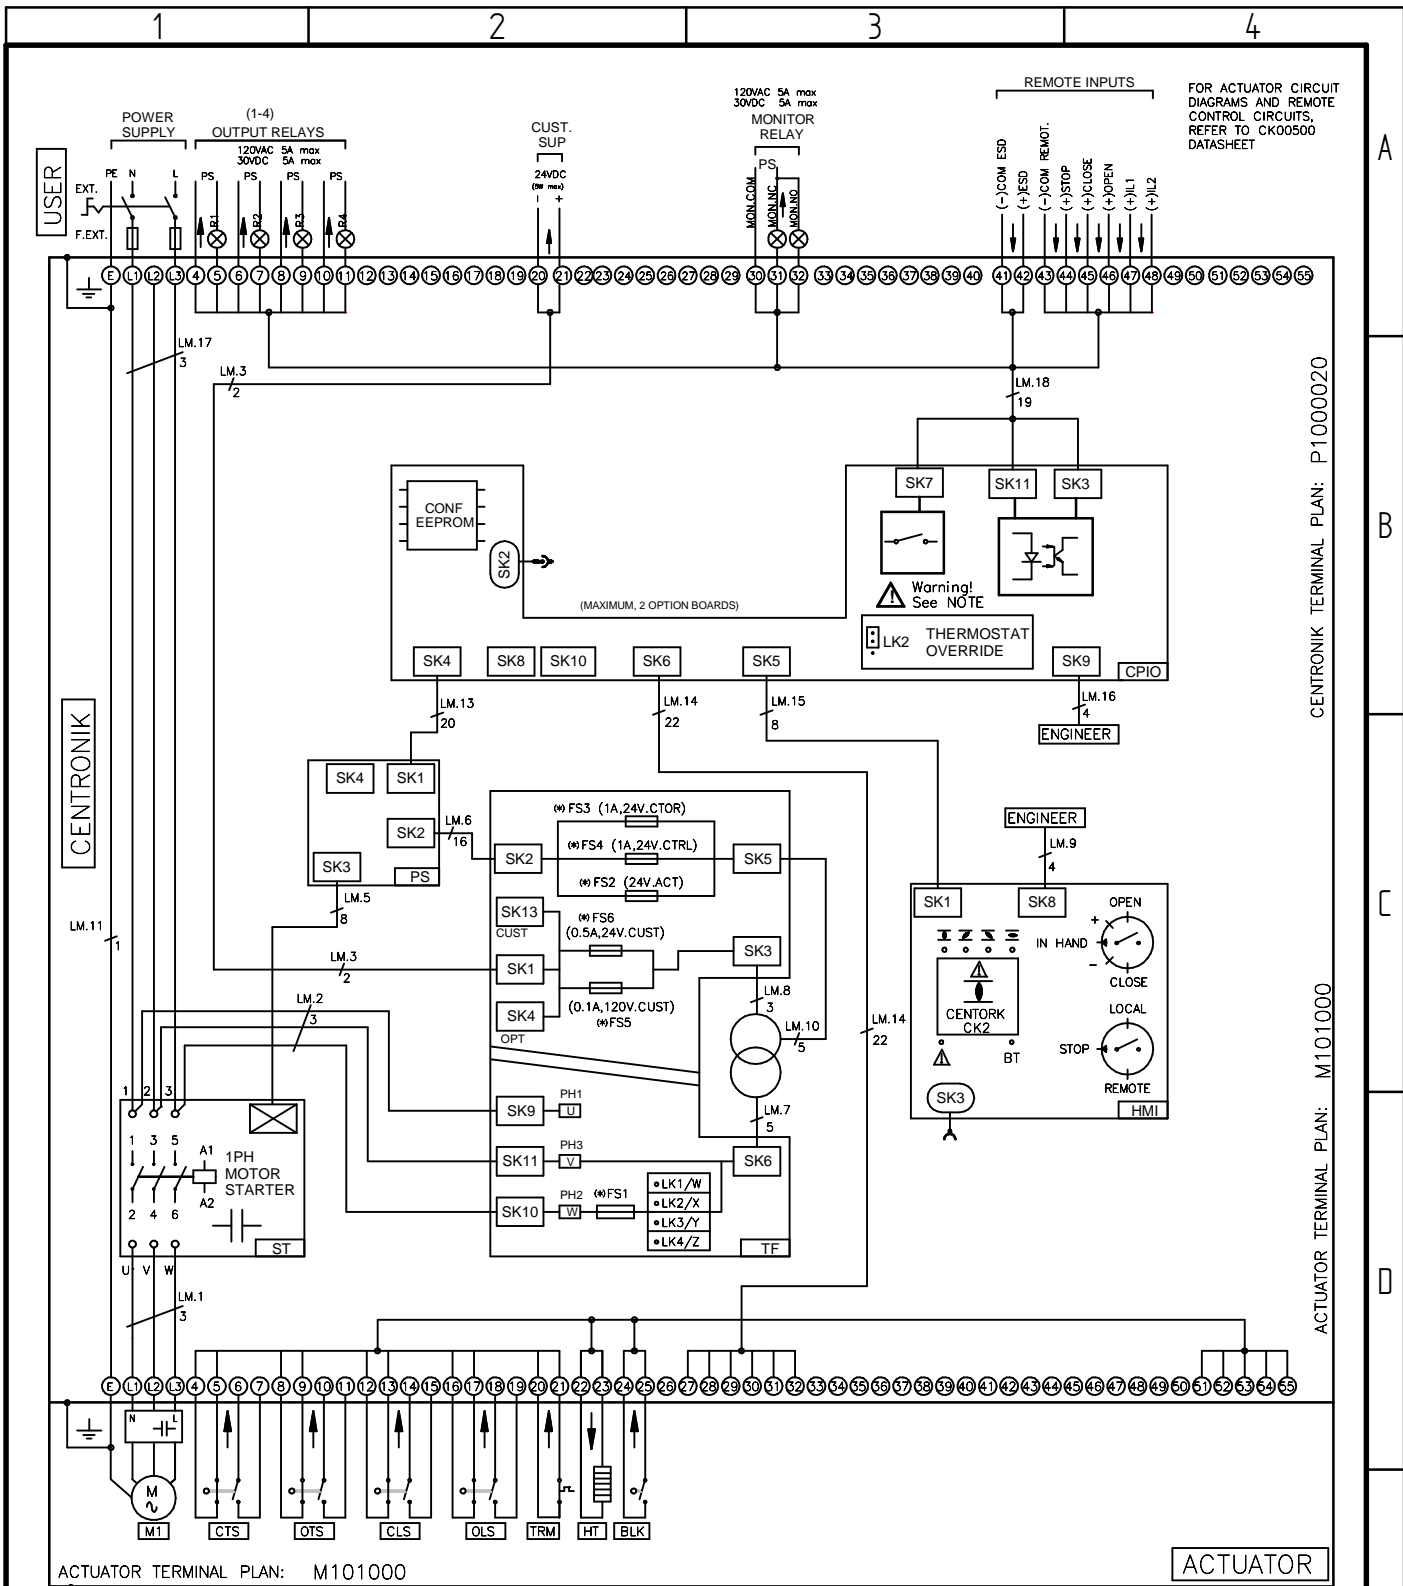 1 2 3 4
A
B
C
D
USER
POWER
SUPPLY
PE N L
EXT.
F.EXT.
(1-4)
OUTPUT RELAYS
120VAC 5A max
30VDC 5A max
PS PS PS PS
R1 R2 R3 R4
CUST.
SUP
24VDC
(5W max)
- +
120VAC 5A max
30VDC 5A max
MONITOR
RELAY
PS
MON.COM
MON.NC
MON.NO
REMOTE INPUTS
(-)COM ESD
(+)ESD
(-)COM REMOT.
(+)STOP
(+)CLOSE
(+)OPEN
(+)IL1
(+)IL2
FOR ACTUATOR CIRCUIT
DIAGRAMS AND REMOTE
CONTROL CIRCUITS,
REFER TO CK00500
DATASHEET
E L1 L2 L3 4 5 6 7 8 9 10 11 12 13 14 15 16 17 18 19 20 21 22 23 24 25 26 27 28 29 30 31 32 33 34 35 36 37 38 39 40 41 42 43 44 45 46 47 48 49 50 51 52 53 54 55
LM.17
3
LM.3
2
LM.18
19
CENTRONIK TERMINAL PLAN: P1000020
CONF
EEPROM
SK2
(MAXIMUM, 2 OPTION BOARDS)
SK7 SK11 SK3
Warning!
See NOTE
LK2
THERMOSTAT
OVERRIDE
SK4 SK8 SK10 SK6 SK5 SK9
CPIO
LM.13
20
LM.14
22
LM.15
8
LM.16
4
ENGINEER
CENTRONIK
SK4 SK1
SK2
SK3
PS
LM.6
16
LM.5
8
(*) FS3 (1A,24V.CTOR)
(*) FS4 (1A,24V.CTRL)
(*) FS2 (24V.ACT)
SK2 SK5
SK13
CUST
(*) FS6
(0.5A,24V.CUST)
SK1
SK3
SK4
OPT
(0.1A,120V.CUST)
(*)FS5
LM.8
3
LM.10
5
LM.7
5
LM.14
22
LM.11
1
LM.3
2
LM.2
3
SK9
PH1
U
SK11
PH3
V
SK6
SK10
PH2
W
(*)FS1
LK1/W
LK2/X
LK3/Y
LK4/Z
TF
ENGINEER
LM.9
4
SK1 SK8
OPEN
+
IN HAND
-
CLOSE
CENTORK
CK2
BT
LOCAL
STOP
REMOTE
SK3
HMI
1 2 3
1 3 5
A1
A2
2 4 6
1PH
MOTOR
STARTER
ST
U V W
LM.1
3
ACTUATOR TERMINAL PLAN: M101000
E L1 L2 L3 4 5 6 7 8 9 10 11 12 13 14 15 16 17 18 19 20 21 22 23 24 25 26 27 28 29 30 31 32 33 34 35 36 37 38 39 40 41 42 43 44 45 46 47 48 49 50 51 52 53 54 55
N L
M
M1 CTS OTS CLS OLS TRM HT BLK
ACTUATOR TERMINAL PLAN: M101000
ACTUATOR